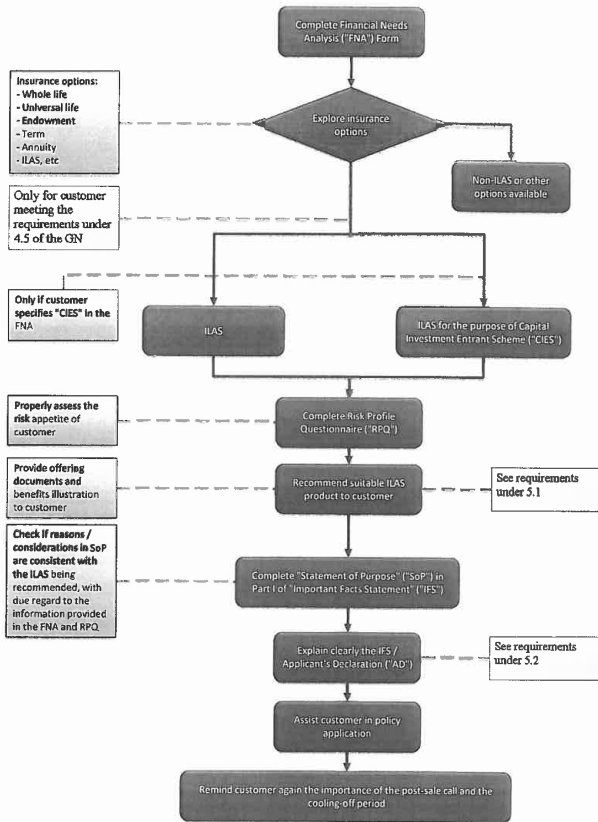 Complete Financial Needs
Analysis ("FNA") Form
Insurance options:
- Whole life
- Universal life
- Endowment
- Term
- Annuity
- ILAS, etc
Explore insurance
options
Non-ILAS or other
options available
Only for customer
meeting the
requirements under
4.5 of the GN
Only if customer
specifies "CIES" in the
FNA
ILAS
ILAS for the purpose of Capital
Investment Entrant Scheme ("CIES")
Properly assess the
risk appetite of
customer
Complete Risk Profile
Questionnaire ("RPQ")
Provide offering
documents and
benefits illustration
to customer
Recommend suitable ILAS
product to customer
See requirements
under 5.1
Check if reasons /
considerations in SoP
are consistent with
the ILAS being
recommended, with
due regard to the
information provided
in the FNA and RPQ
Complete "Statement of Purpose" ("SoP") in
Part I of "Important Facts Statement" ("IFS")
Explain clearly the IFS /
Applicant's Declaration ("AD")
See requirements
under 5.2
Assist customer in policy
application
Remind customer again the importance of the post-sale call and the
cooling-off period